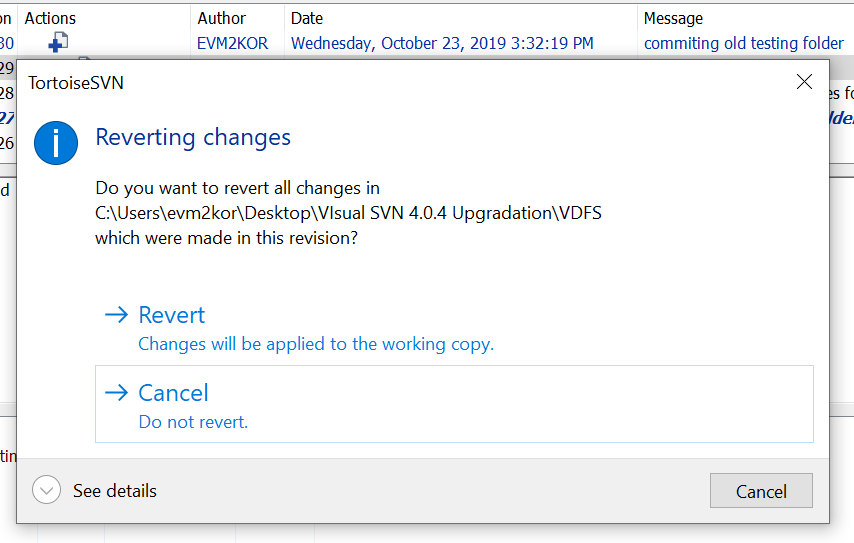 on Actions Author Date Message
30 EVM2KOR Wednesday, October 23, 2019 3:32:19 PM commiting old testing folder
29
TortoiseSVN
28 es fo
27 lder
Reverting changes
26
Do you want to revert all changes in
C:\Users\evm2kor\Desktop\VIsual SVN 4.0.4 Upgradation\VDFS
which were made in this revision?
Revert
Changes will be applied to the working copy.
Cancel
Do not revert.
tin
See details
Cancel